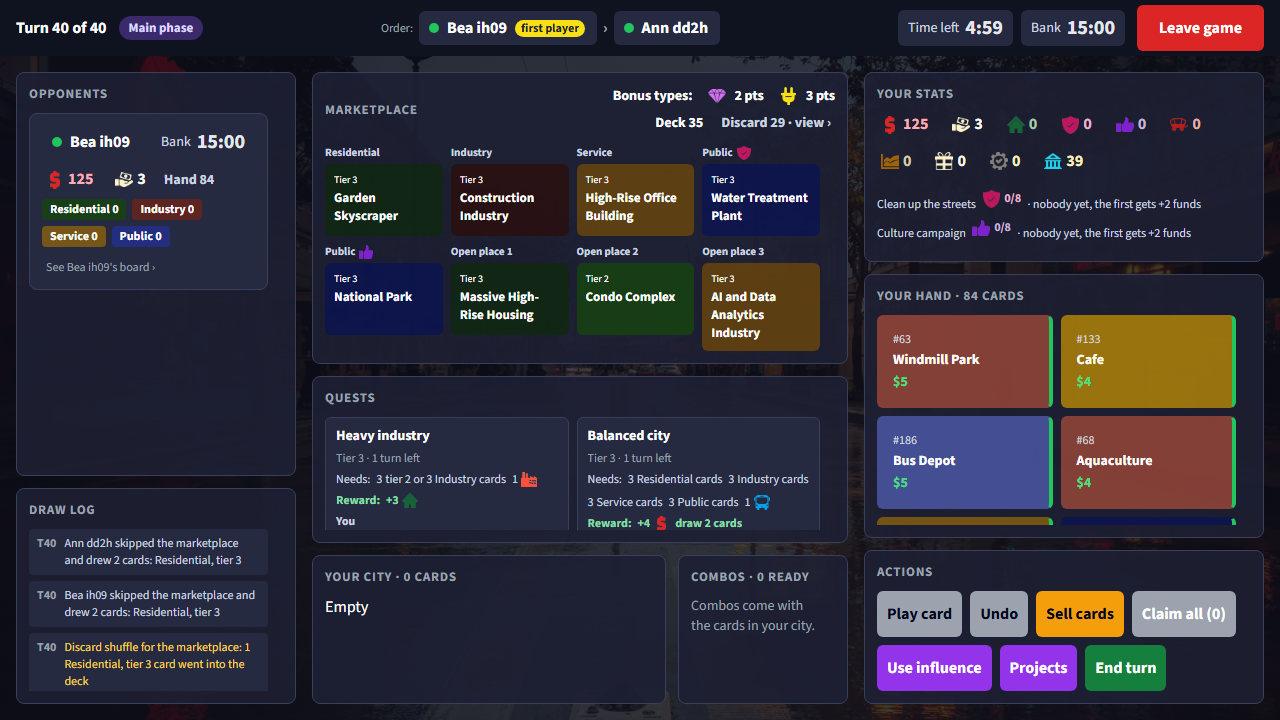 Turn 40 of 40
Main phase
Order:
Bea ih09
first player
›
Ann dd2h
Time left 4:59
Bank 15:00
Leave game
OPPONENTS
Bea ih09
Bank 15:00
125
3
Hand 84
Residential 0
Industry 0
Service 0
Public 0
See Bea ih09's board ›
DRAW LOG
T40 Ann dd2h skipped the marketplace
and drew 2 cards: Residential, tier 3
T40 Bea ih09 skipped the marketplace and
drew 2 cards: Residential, tier 3
T40 Discard shuffle for the marketplace: 1
Residential, tier 3 card went into the
deck
MARKETPLACE
Bonus types: 2 pts 3 pts
Deck 35 Discard 29 · view ›
Residential
Tier 3
Garden
Skyscraper
Industry
Tier 3
Construction
Industry
Service
Tier 3
High-Rise Office
Building
Public
Tier 3
Water Treatment
Plant
Public
Tier 3
National Park
Open place 1
Tier 3
Massive High-
Rise Housing
Open place 2
Tier 2
Condo Complex
Open place 3
Tier 3
AI and Data
Analytics
Industry
QUESTS
Heavy industry
Tier 3 · 1 turn left
Needs: 3 tier 2 or 3 Industry cards 1
Reward: +3
You
Balanced city
Tier 3 · 1 turn left
Needs: 3 Residential cards 3 Industry cards
3 Service cards 3 Public cards 1
Reward: +4 draw 2 cards
YOUR CITY · 0 CARDS
Empty
COMBOS · 0 READY
Combos come with
the cards in your city.
YOUR STATS
125 3 0 0 0 0
0 0 0 39
Clean up the streets 0/8 · nobody yet, the first gets +2 funds
Culture campaign 0/8 · nobody yet, the first gets +2 funds
YOUR HAND · 84 CARDS
#63
Windmill Park
$5
#133
Cafe
$4
#186
Bus Depot
$5
#68
Aquaculture
$4
ACTIONS
Play card
Undo
Sell cards
Claim all (0)
Use influence
Projects
End turn